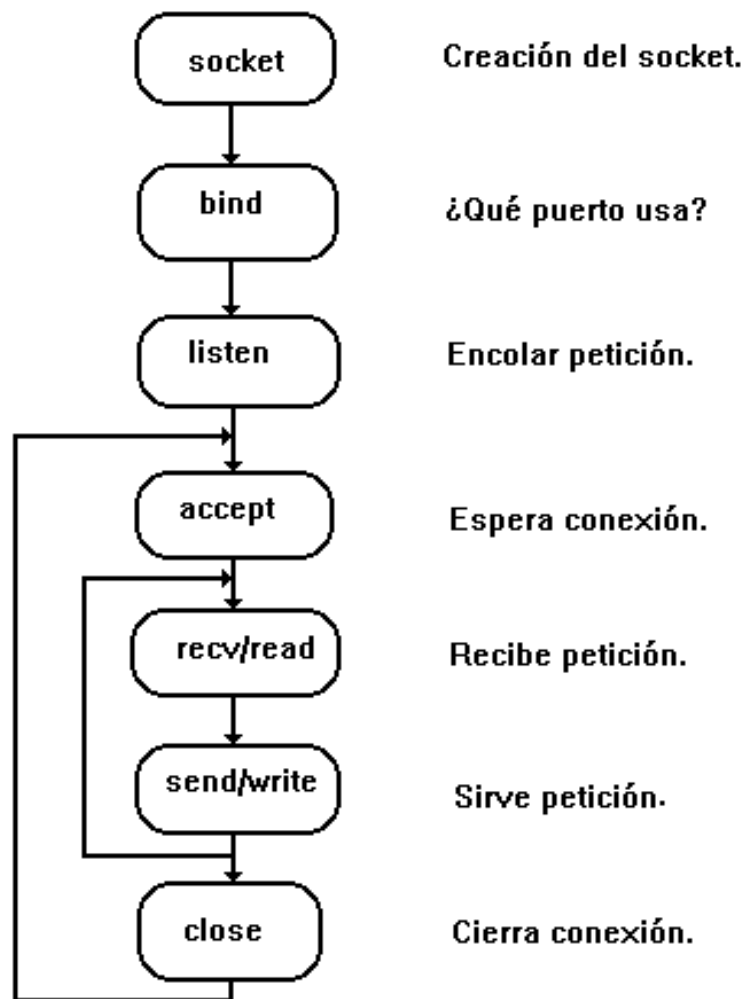 socket
Creación del socket.
bind
¿Qué puerto usa?
listen
Encolar petición.
accept
Espera conexión.
recv/read
Recibe petición.
send/write
Sirve petición.
close
Cierra conexión.